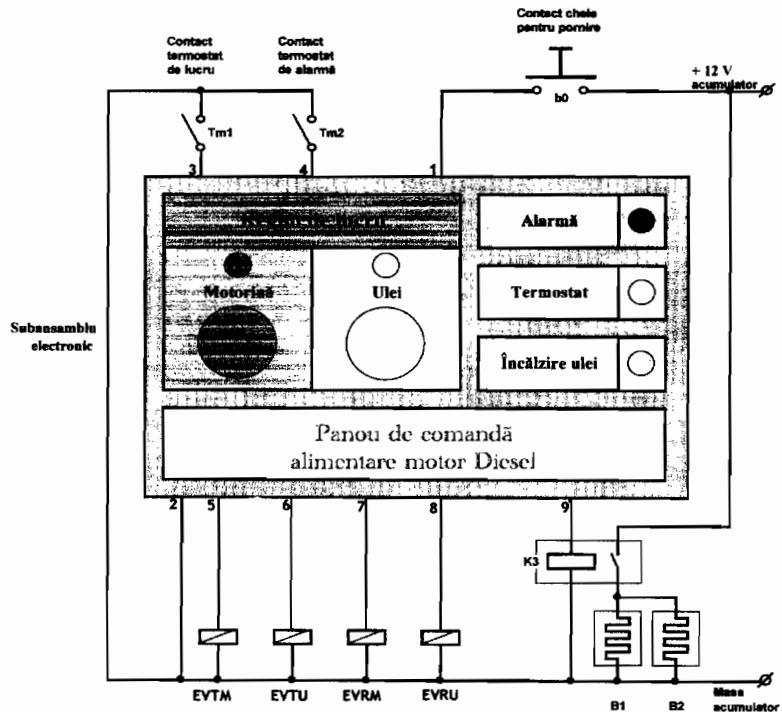 Contact
termostat
de lucru
Contact
termostat
de alarmă
Contact cheie
pentru pornire
+ 12 V
acumulator
b0
Tm1
Tm2
3
4
1
Alarmă
Motorină
Ulei
Termostat
Încălzire ulei
Subansamblu
electronic
Panou de comandă
alimentare motor Diesel
2
5
6
7
8
9
K3
EVTM
EVTU
EVRM
EVRU
B1
B2
Masa
acumulator